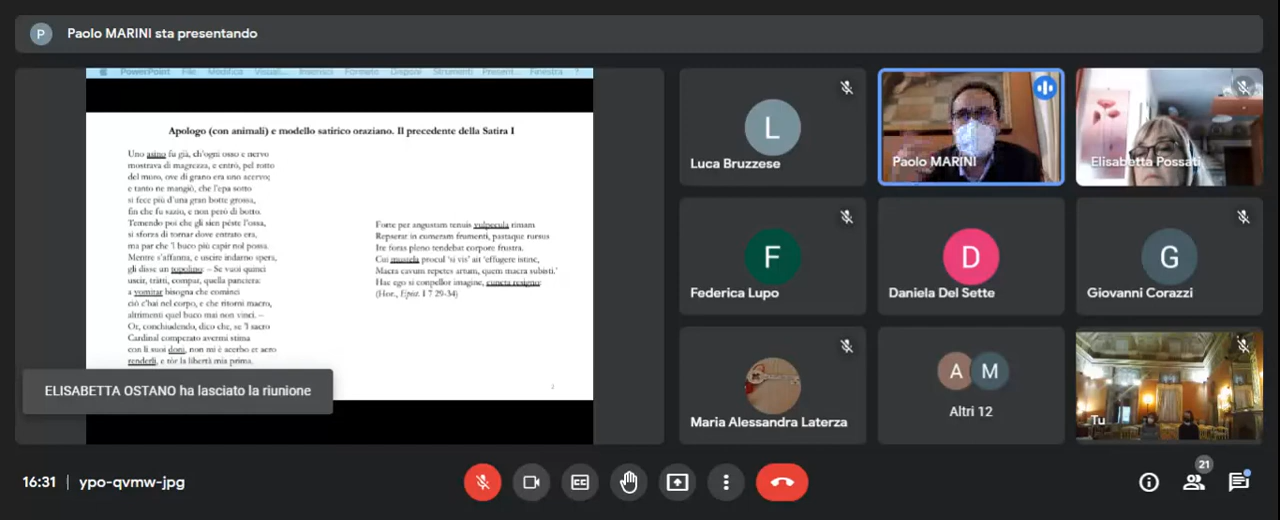 P Paolo MARINI sta presentando
PowerPoint File Modifica Visuali... Inserisci Formato Disponi Strumenti Present... Finestra ?
Apologo (con animali) e modello satirico oraziano. Il precedente della Satira I
Uno asino fu già, ch'ogni osso e nervo
mostrava di magrezza, e entrò, pel rotto
del muro, ove di grano era uno acervo;
e tanto ne mangiò, che l'epa sotto
si fece più d'una gran botte grossa,
fin che fu sazio, e non però di botto.
Temendo poi che gli sien péste l'ossa,
si sforza di tornar dove entrato era,
ma par che 'l buco più capir nol possa.
Mentre s'affanna, e uscire indarno spera,
gli disse un topolino: – Se vuoi quinci
uscir, tràtti, compar, quella panciera:
a vomitar bisogna che cominci
ciò c'hai nel corpo, e che ritorni macro,
altrimenti quel buco mai non vinci. –
Or, conchiudendo, dico che, se 'l sacro
Cardinal comperato avermi stima
con li suoi doni, non mi è acerbo et acro
renderli, e tòr la libertà mia prima.
Forte per angustam tenuis vulpecula rimam
Repserat in cumeram frumenti, pastaque rursus
Ire foras pleno tendebat corpore frustra.
Cui mustela procul 'si vis' ait 'effugere istinc,
Macra cavum repetes artum, quem macra subisti.'
Hac ego si compellor imagine, cuncta resigno:
(Hor., Epist. I 7 29-34)
2
ELISABETTA OSTANO ha lasciato la riunione
L
Luca Bruzzese
Paolo MARINI
Elisabetta Possati
F
Federica Lupo
D
Daniela Del Sette
G
Giovanni Corazzi
Maria Alessandra Laterza
A M
Altri 12
Tu
16:31 | ypo-qvmw-jpg
CC
21